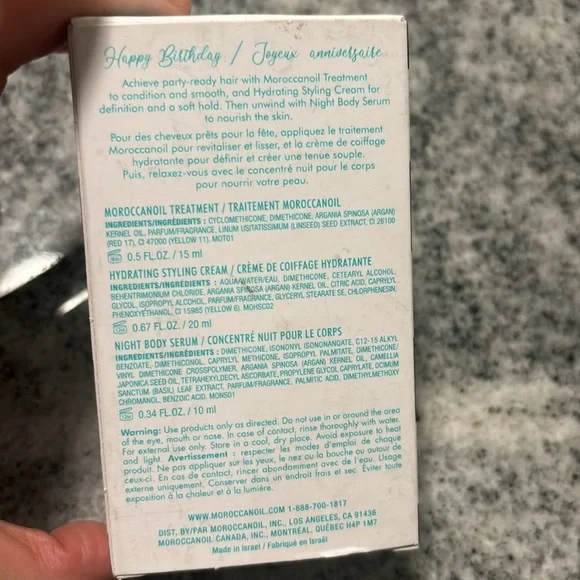 Happy Birthday / Joyeux anniversaire
Achieve party-ready hair with Moroccanoil Treatment
to condition and smooth, and Hydrating Styling Cream for
definition and a soft hold. Then unwind with Night Body Serum
to nourish the skin.
Pour des cheveux prêts pour la fête, appliquez le traitement
Moroccanoil pour revitaliser et lisser, et la crème de coiffage
hydratante pour définir et créer une tenue souple.
Puis, relaxez-vous avec le concentré nuit pour le corps
pour nourrir votre peau.
MOROCCANOIL TREATMENT / TRAITEMENT MOROCCANOIL
INGREDIENTS/INGRÉDIENTS : CYCLOMETHICONE, DIMETHICONE, ARGANIA SPINOSA (ARGAN)
KERNEL OIL, PARFUM/FRAGRANCE, LINUM USITATISSIMUM (LINSEED) SEED EXTRACT, CI 26100
(RED 17), CI 47000 (YELLOW 11). MOT01
0.5 FL.OZ. / 15 ml
HYDRATING STYLING CREAM / CRÈME DE COIFFAGE HYDRATANTE
INGREDIENTS/INGRÉDIENTS : AQUA/WATER/EAU, DIMETHICONE, CETEARYL ALCOHOL,
BEHENTRIMONIUM CHLORIDE, ARGANIA SPINOSA (ARGAN) KERNEL OIL, CITRIC ACID, CAPRYLYL
GLYCOL, ISOPROPYL ALCOHOL, PARFUM/FRAGRANCE, GLYCERYL STEARATE SE, CHLORPHENESIN,
PHENOXYETHANOL, CI 15985 (YELLOW 6). MOHSC02
0.67 FL.OZ. / 20 ml
NIGHT BODY SERUM / CONCENTRÉ NUIT POUR LE CORPS
INGREDIENTS/INGRÉDIENTS : DIMETHICONE, ISONONYL ISONONANOATE, C12-15 ALKYL
BENZOATE, DIMETHICONOL, CAPRYLYL METHICONE, ISOPROPYL PALMITATE, DIMETHICONE/
VINYL DIMETHICONE CROSSPOLYMER, ARGANIA SPINOSA (ARGAN) KERNEL OIL, CAMELLIA
JAPONICA SEED OIL, TETRAHEXYLDECYL ASCORBATE, PROPYLENE GLYCOL CAPRYLATE, OCIMUM
SANCTUM (BASIL) LEAF EXTRACT, PARFUM/FRAGRANCE, PALMITIC ACID, DIMETHYLMETHOXY
CHROMANOL, BENZOIC ACID. MONS01
0.34 FL.OZ. / 10 ml
Warning: Use products only as directed. Do not use in or around the area
of the eye, mouth or nose. In case of contact, rinse thoroughly with water.
For external use only. Store in a cool, dry place. Avoid exposure to heat
and light. Avertissement : respecter les modes d'emploi de chaque
produit. Ne pas appliquer sur les yeux, le nez ou la bouche ou autour de
ceux-ci. En cas de contact, rincer abondamment avec de l'eau. Usage
externe uniquement. Conserver dans un endroit frais et sec. Éviter toute
exposition à la chaleur et à la lumière.
WWW.MOROCCANOIL.COM 1-888-700-1817
DIST. BY/PAR MOROCCANOIL, INC., LOS ANGELES, CA 91436
MOROCCANOIL CANADA, INC., MONTRÉAL, QUÉBEC H4P 1M7
Made in Israel / Fabriqué en Israël